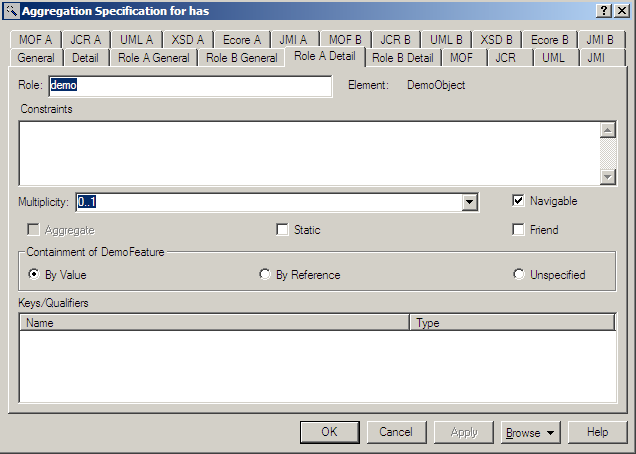 Aggregation Specification for has
MOF A JCR A UML A XSD A Ecore A JMI A MOF B JCR B UML B XSD B Ecore B JMI B
General Detail Role A General Role B General Role A Detail Role B Detail MOF JCR UML JMI
Role: demo Element: DemoObject
Constraints
Multiplicity: 0..1 Navigable
Aggregate Static Friend
Containment of DemoFeature
By Value By Reference Unspecified
Keys/Qualifiers
Name Type
OK Cancel Apply Browse Help